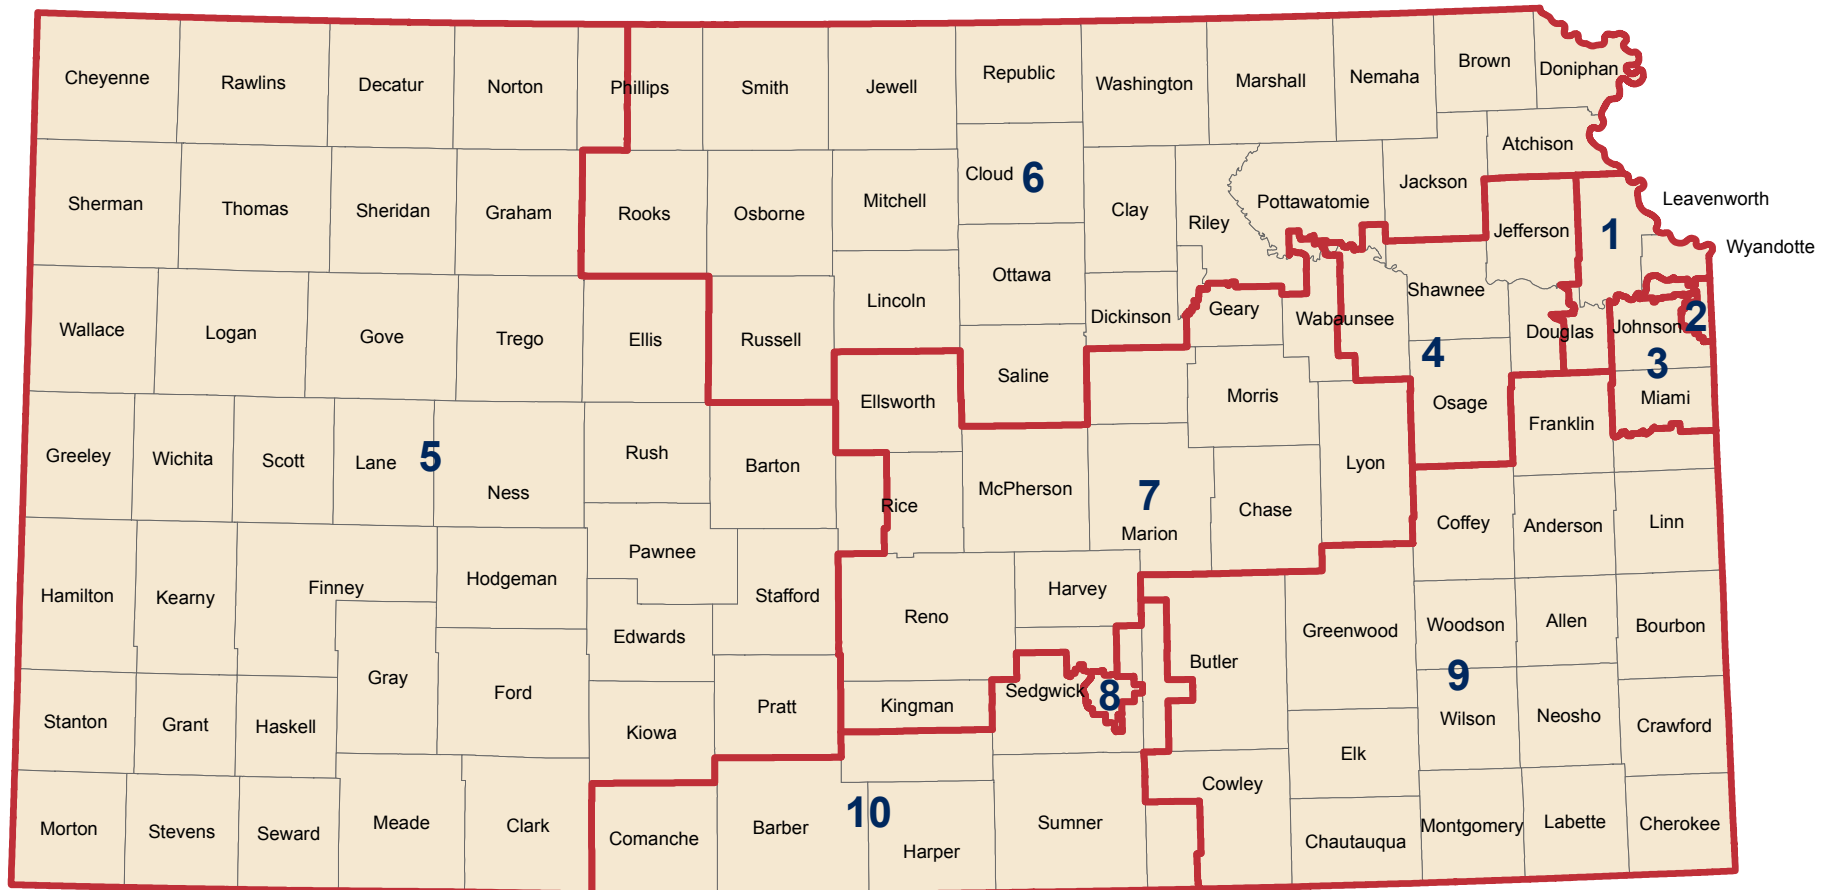 Cheyenne
Rawlins
Decatur
Norton
Phillips
Smith
Jewell
Republic
Washington
Marshall
Nemaha
Brown
Doniphan
Sherman
Thomas
Sheridan
Graham
Rooks
Osborne
Mitchell
Cloud
6
Clay
Riley
Pottawatomie
Jackson
Atchison
Jefferson
1
Leavenworth
Wyandotte
Wallace
Logan
Gove
Trego
Ellis
Russell
Lincoln
Ottawa
Dickinson
Geary
Wabaunsee
Shawnee
Douglas
Johnson
2
3
4
Saline
Ellsworth
Morris
Osage
Franklin
Miami
Greeley
Wichita
Scott
Lane
5
Ness
Rush
Barton
Rice
McPherson
7
Marion
Chase
Lyon
Coffey
Anderson
Linn
Hamilton
Kearny
Finney
Hodgeman
Pawnee
Stafford
Edwards
Reno
Harvey
Greenwood
Woodson
Allen
Bourbon
Gray
Ford
Kiowa
Pratt
Kingman
Sedgwick
8
Butler
9
Wilson
Neosho
Crawford
Stanton
Grant
Haskell
Elk
Cowley
Morton
Stevens
Seward
Meade
Clark
Comanche
Barber
10
Harper
Sumner
Chautauqua
Montgomery
Labette
Cherokee